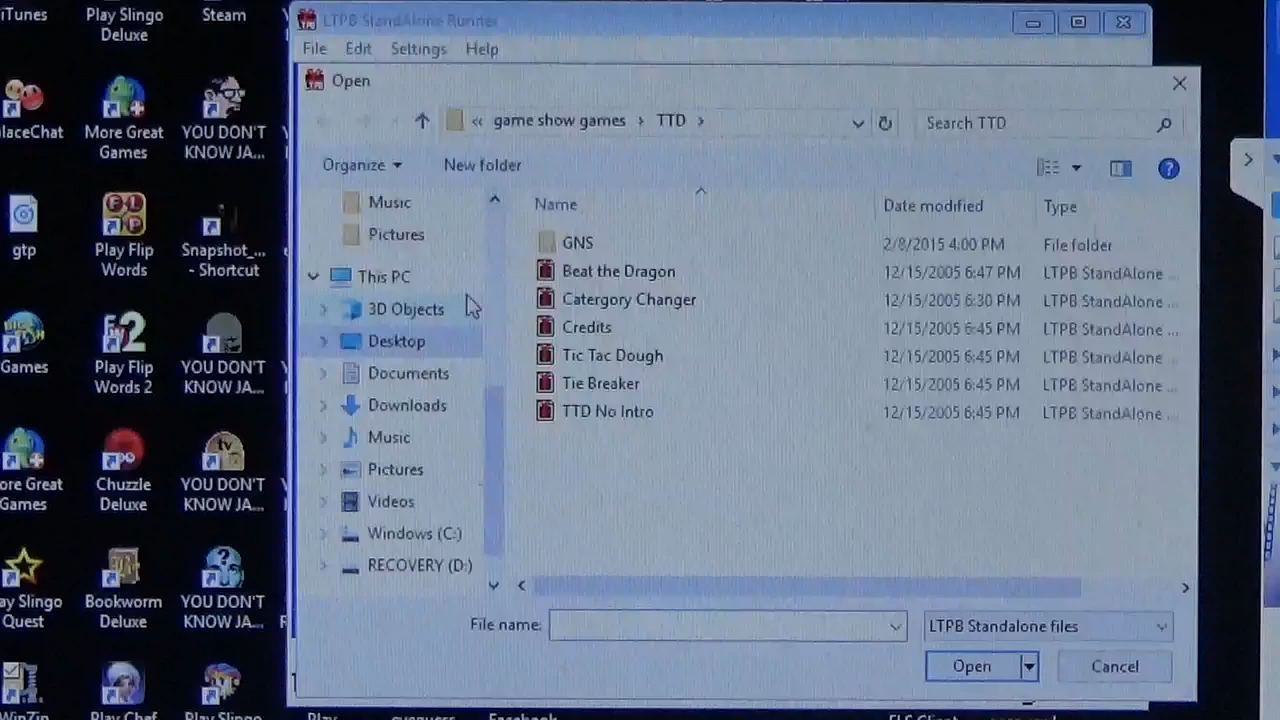 iTunes
Play Slingo
Deluxe
Steam
laceChat
More Great
Games
YOU DON'T
KNOW JA...
gtp
Play Flip
Words
Snapshot_...
- Shortcut
Games
Play Flip
Words 2
YOU DON'T
KNOW JA...
ore Great
Games
Chuzzle
Deluxe
YOU DON'T
KNOW JA...
ay Slingo
Quest
Bookworm
Deluxe
YOU DON'T
KNOW JA...
WinZip
Play Chef
Play Slingo
LTPB StandAlone Runner
File Edit Settings Help
Open
« game show games > TTD >
Search TTD
Organize
New folder
Music
Pictures
This PC
3D Objects
Desktop
Documents
Downloads
Music
Pictures
Videos
Windows (C:)
RECOVERY (D:)
Name Date modified Type
GNS 2/8/2015 4:00 PM File folder
Beat the Dragon 12/15/2005 6:47 PM LTPB StandAlone ...
Catergory Changer 12/15/2005 6:30 PM LTPB StandAlone ...
Credits 12/15/2005 6:45 PM LTPB StandAlone ...
Tic Tac Dough 12/15/2005 6:45 PM LTPB StandAlone ...
Tie Breaker 12/15/2005 6:45 PM LTPB StandAlone ...
TTD No Intro 12/15/2005 6:45 PM LTPB StandAlone ...
File name:
LTPB Standalone files
Open
Cancel
Play
Facebook